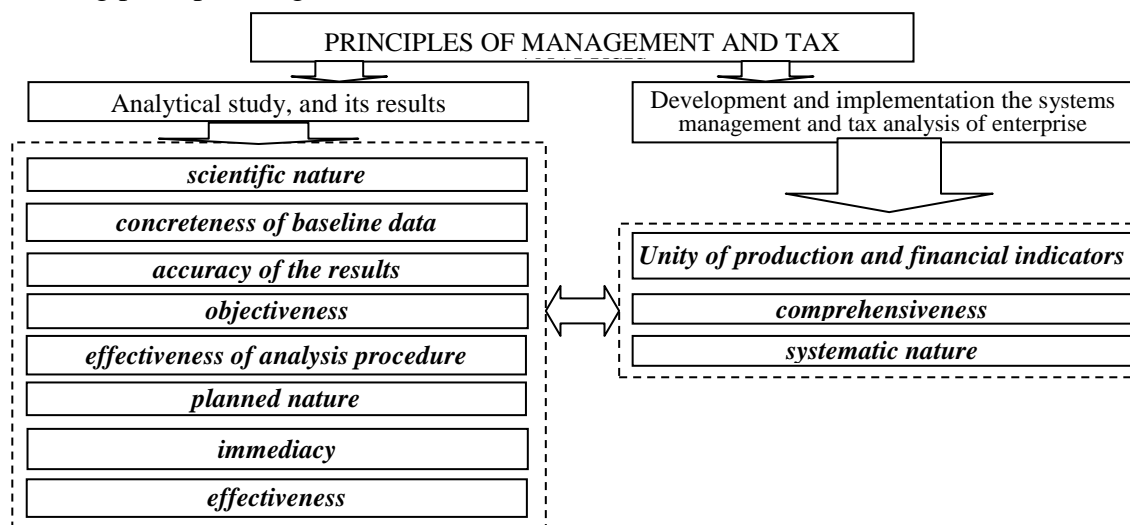 PRINCIPLES OF MANAGEMENT AND TAX
Analytical study, and its results
Development and implementation the systems
management and tax analysis of enterprise
scientific nature
concreteness of baseline data
accuracy of the results
objectiveness
effectiveness of analysis procedure
planned nature
immediacy
effectiveness
Unity of production and financial indicators
comprehensiveness
systematic nature